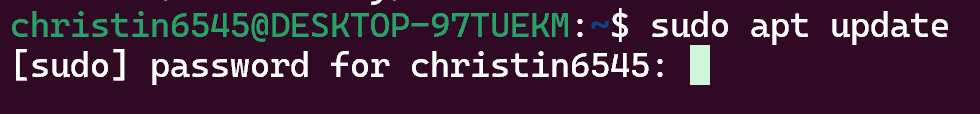 christin6545@DESKTOP-97TUEKM:~$ sudo apt update
[sudo] password for christin6545: